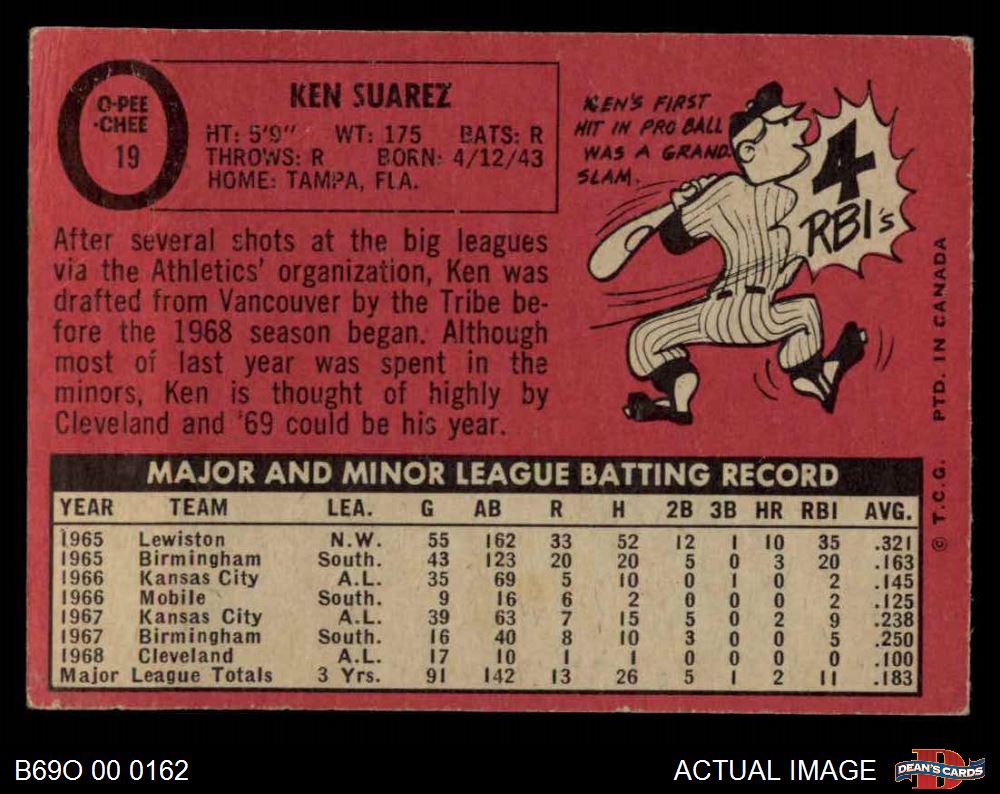 O-PEE
-CHEE
19
KEN SUAREZ
HT: 5'9" WT: 175 BATS: R
THROWS: R BORN: 4/12/43
HOME: TAMPA, FLA.
KEN'S FIRST
HIT IN PRO BALL
WAS A GRAND
SLAM.
4
RBI's
After several shots at the big leagues
via the Athletics' organization, Ken was
drafted from Vancouver by the Tribe be-
fore the 1968 season began. Although
most of last year was spent in the
minors, Ken is thought of highly by
Cleveland and '69 could be his year.
© T.C.G. PTD. IN CANADA
MAJOR AND MINOR LEAGUE BATTING RECORD
YEAR TEAM LEA. G AB R H 2B 3B HR RBI AVG.
1965 Lewiston N.W. 55 162 33 52 12 1 10 35 .321
1965 Birmingham South. 43 123 20 20 5 0 3 20 .163
1966 Kansas City A.L. 35 69 5 10 0 1 0 2 .145
1966 Mobile South. 9 16 6 2 0 0 0 2 .125
1967 Kansas City A.L. 39 63 7 15 5 0 2 9 .238
1967 Birmingham South. 16 40 8 10 3 0 0 5 .250
1968 Cleveland A.L. 17 10 1 1 0 0 0 0 .100
Major League Totals 3 Yrs. 91 142 13 26 5 1 2 11 .183
B69O 00 0162
ACTUAL IMAGE
DEAN'S CARDS